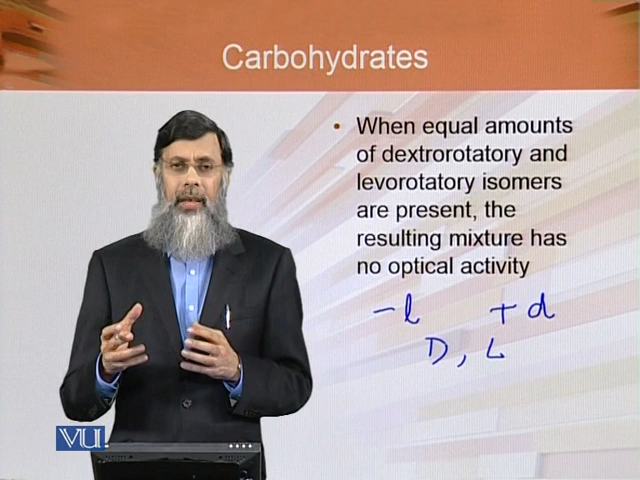 Carbohydrates
• When equal amounts
of dextrorotatory and
levorotatory isomers
are present, the
resulting mixture has
no optical activity
-l +d
D, L
VU